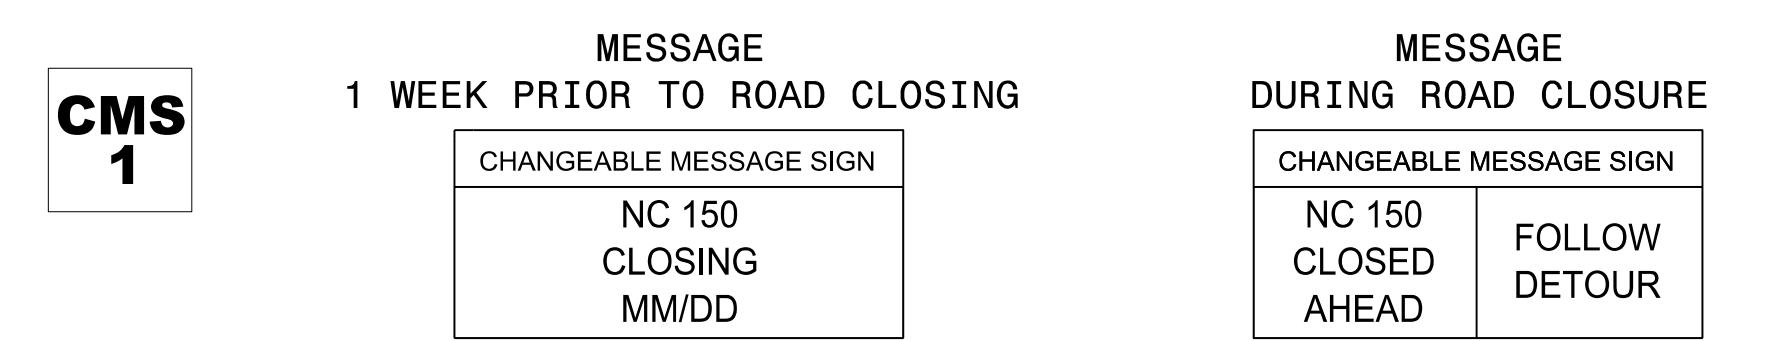 CMS
1
MESSAGE
1 WEEK PRIOR TO ROAD CLOSING
CHANGEABLE MESSAGE SIGN
NC 150
CLOSING
MM/DD
MESSAGE
DURING ROAD CLOSURE
CHANGEABLE MESSAGE SIGN
NC 150
CLOSED
AHEAD
FOLLOW
DETOUR